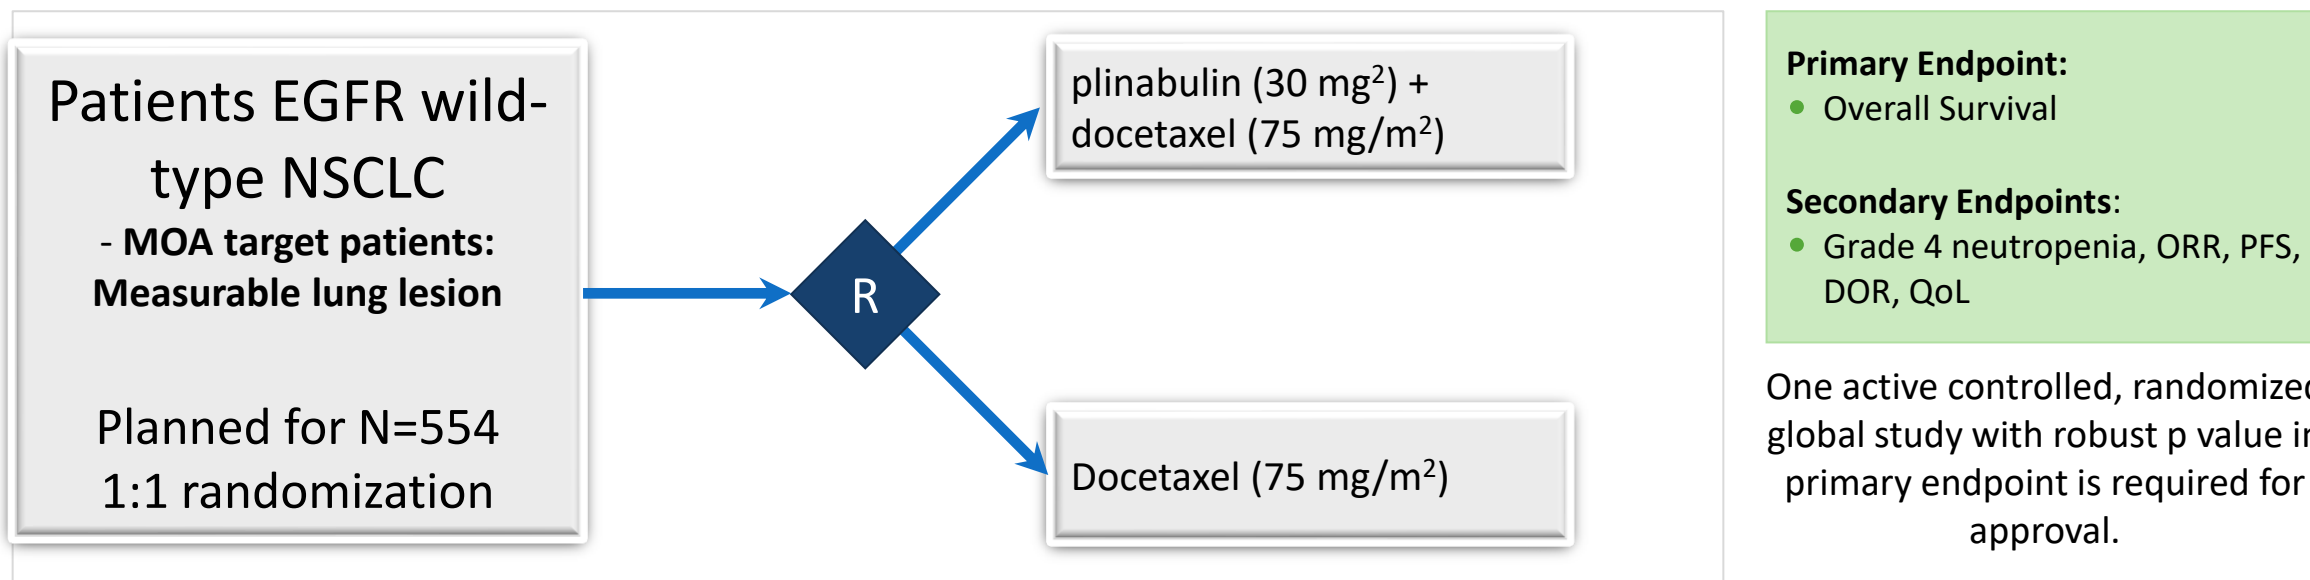 Patients EGFR wild-
type NSCLC
- MOA target patients:
Measurable lung lesion
Planned for N=554
1:1 randomization
R
plinabulin (30 mg²) +
docetaxel (75 mg/m²)
Docetaxel (75 mg/m²)
Primary Endpoint:
• Overall Survival
Secondary Endpoints:
• Grade 4 neutropenia, ORR, PFS,
DOR, QoL
One active controlled, randomized
global study with robust p value in
primary endpoint is required for
approval.